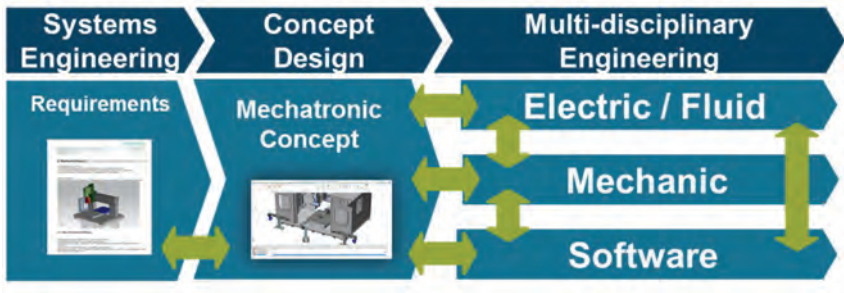 Systems
Engineering
Concept
Design
Multi-disciplinary
Engineering
Requirements
Mechatronic
Concept
Electric / Fluid
Mechanic
Software